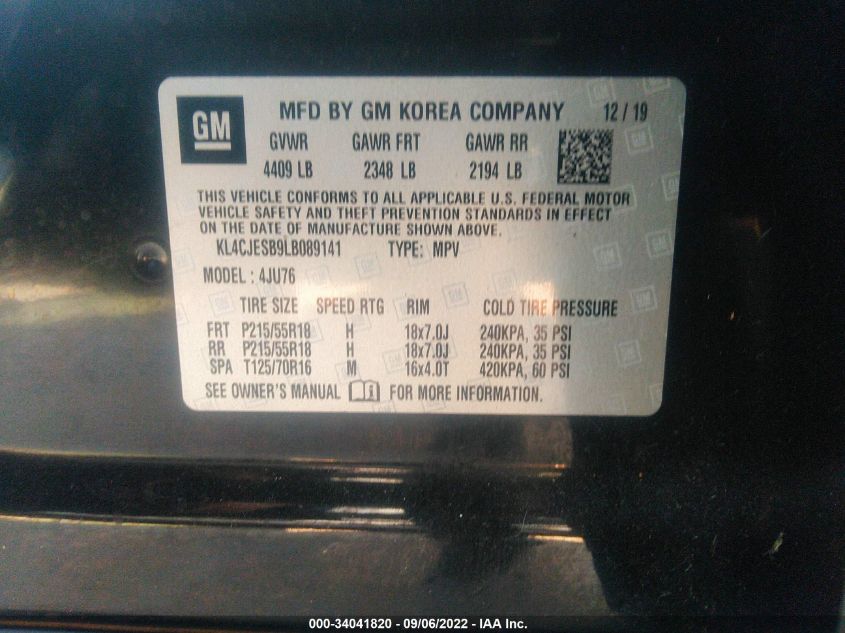 GM MFD BY GM KOREA COMPANY 12 / 19
GVWR GAWR FRT GAWR RR
4409 LB 2348 LB 2194 LB
THIS VEHICLE CONFORMS TO ALL APPLICABLE U.S. FEDERAL MOTOR
VEHICLE SAFETY AND THEFT PREVENTION STANDARDS IN EFFECT
ON THE DATE OF MANUFACTURE SHOWN ABOVE.
KL4CJESB9LB089141 TYPE: MPV
MODEL : 4JU76
TIRE SIZE SPEED RTG RIM COLD TIRE PRESSURE
FRT P215/55R18 H 18x7.0J 240KPA, 35 PSI
RR P215/55R18 H 18x7.0J 240KPA, 35 PSI
SPA T125/70R16 M 16x4.0T 420KPA, 60 PSI
SEE OWNER'S MANUAL FOR MORE INFORMATION.
000-34041820 - 09/06/2022 - IAA Inc.